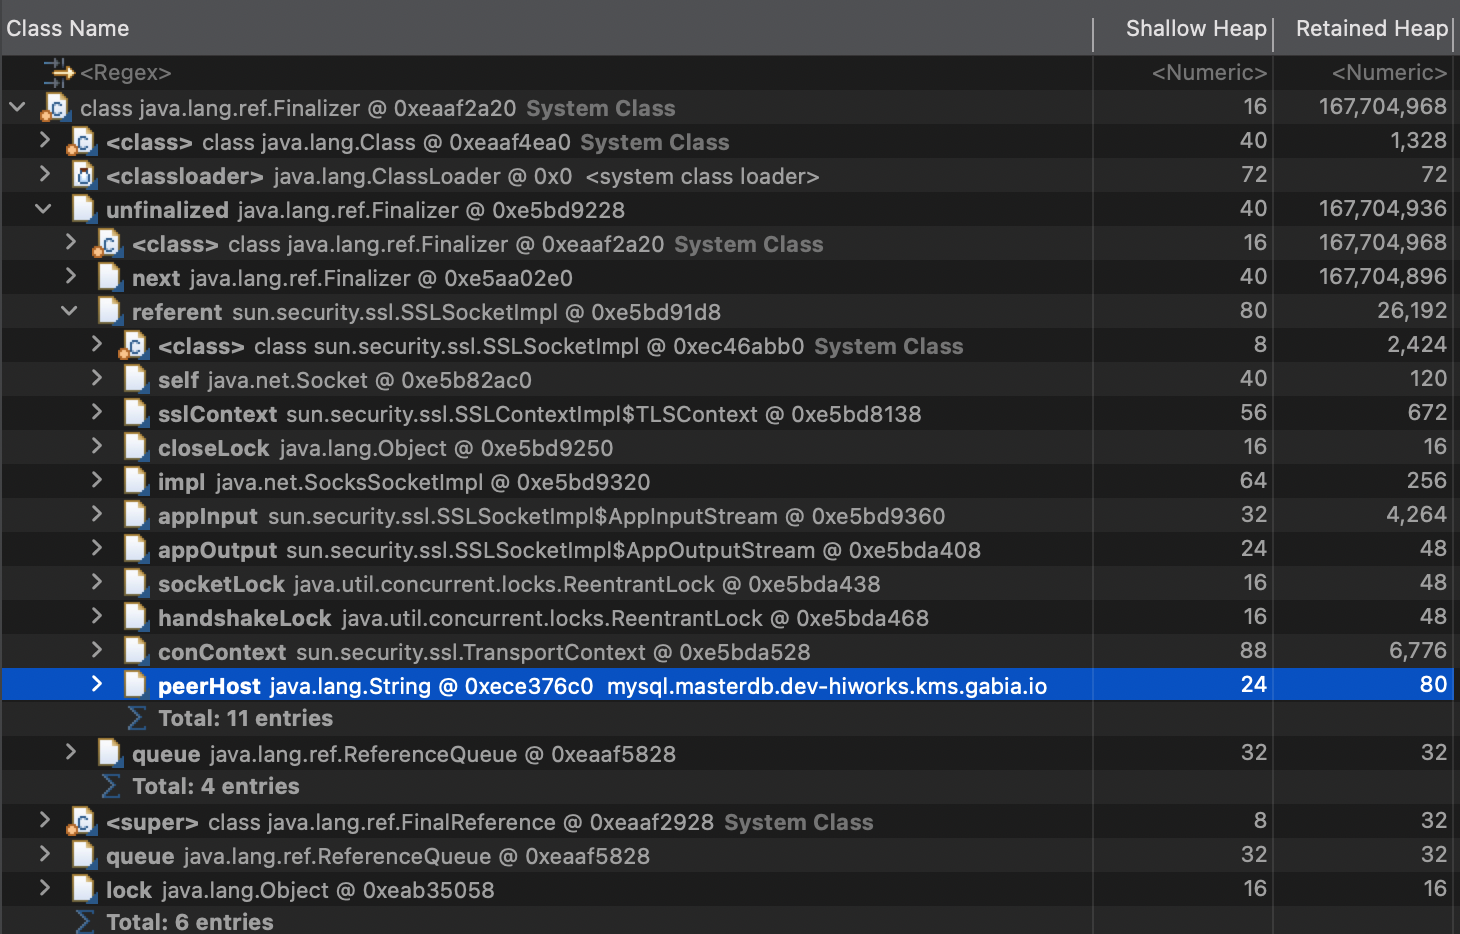 Class Name Shallow Heap Retained Heap
<Regex> <Numeric> <Numeric>
class java.lang.ref.Finalizer @ 0xeaaf2a20 System Class 16 167,704,968
<class> class java.lang.Class @ 0xeaaf4ea0 System Class 40 1,328
<classloader> java.lang.ClassLoader @ 0x0 <system class loader> 72 72
unfinalized java.lang.ref.Finalizer @ 0xe5bd9228 40 167,704,936
<class> class java.lang.ref.Finalizer @ 0xeaaf2a20 System Class 16 167,704,968
next java.lang.ref.Finalizer @ 0xe5aa02e0 40 167,704,896
referent sun.security.ssl.SSLSocketImpl @ 0xe5bd91d8 80 26,192
<class> class sun.security.ssl.SSLSocketImpl @ 0xec46abb0 System Class 8 2,424
self java.net.Socket @ 0xe5b82ac0 40 120
sslContext sun.security.ssl.SSLContextImpl$TLSContext @ 0xe5bd8138 56 672
closeLock java.lang.Object @ 0xe5bd9250 16 16
impl java.net.SocksSocketImpl @ 0xe5bd9320 64 256
appInput sun.security.ssl.SSLSocketImpl$AppInputStream @ 0xe5bd9360 32 4,264
appOutput sun.security.ssl.SSLSocketImpl$AppOutputStream @ 0xe5bda408 24 48
socketLock java.util.concurrent.locks.ReentrantLock @ 0xe5bda438 16 48
handshakeLock java.util.concurrent.locks.ReentrantLock @ 0xe5bda468 16 48
conContext sun.security.ssl.TransportContext @ 0xe5bda528 88 6,776
peerHost java.lang.String @ 0xece376c0 mysql.masterdb.dev-hiworks.kms.gabia.io 24 80
Total: 11 entries
queue java.lang.ref.ReferenceQueue @ 0xeaaf5828 32 32
Total: 4 entries
<super> class java.lang.ref.FinalReference @ 0xeaaf2928 System Class 8 32
queue java.lang.ref.ReferenceQueue @ 0xeaaf5828 32 32
lock java.lang.Object @ 0xeab35058 16 16
Total: 6 entries